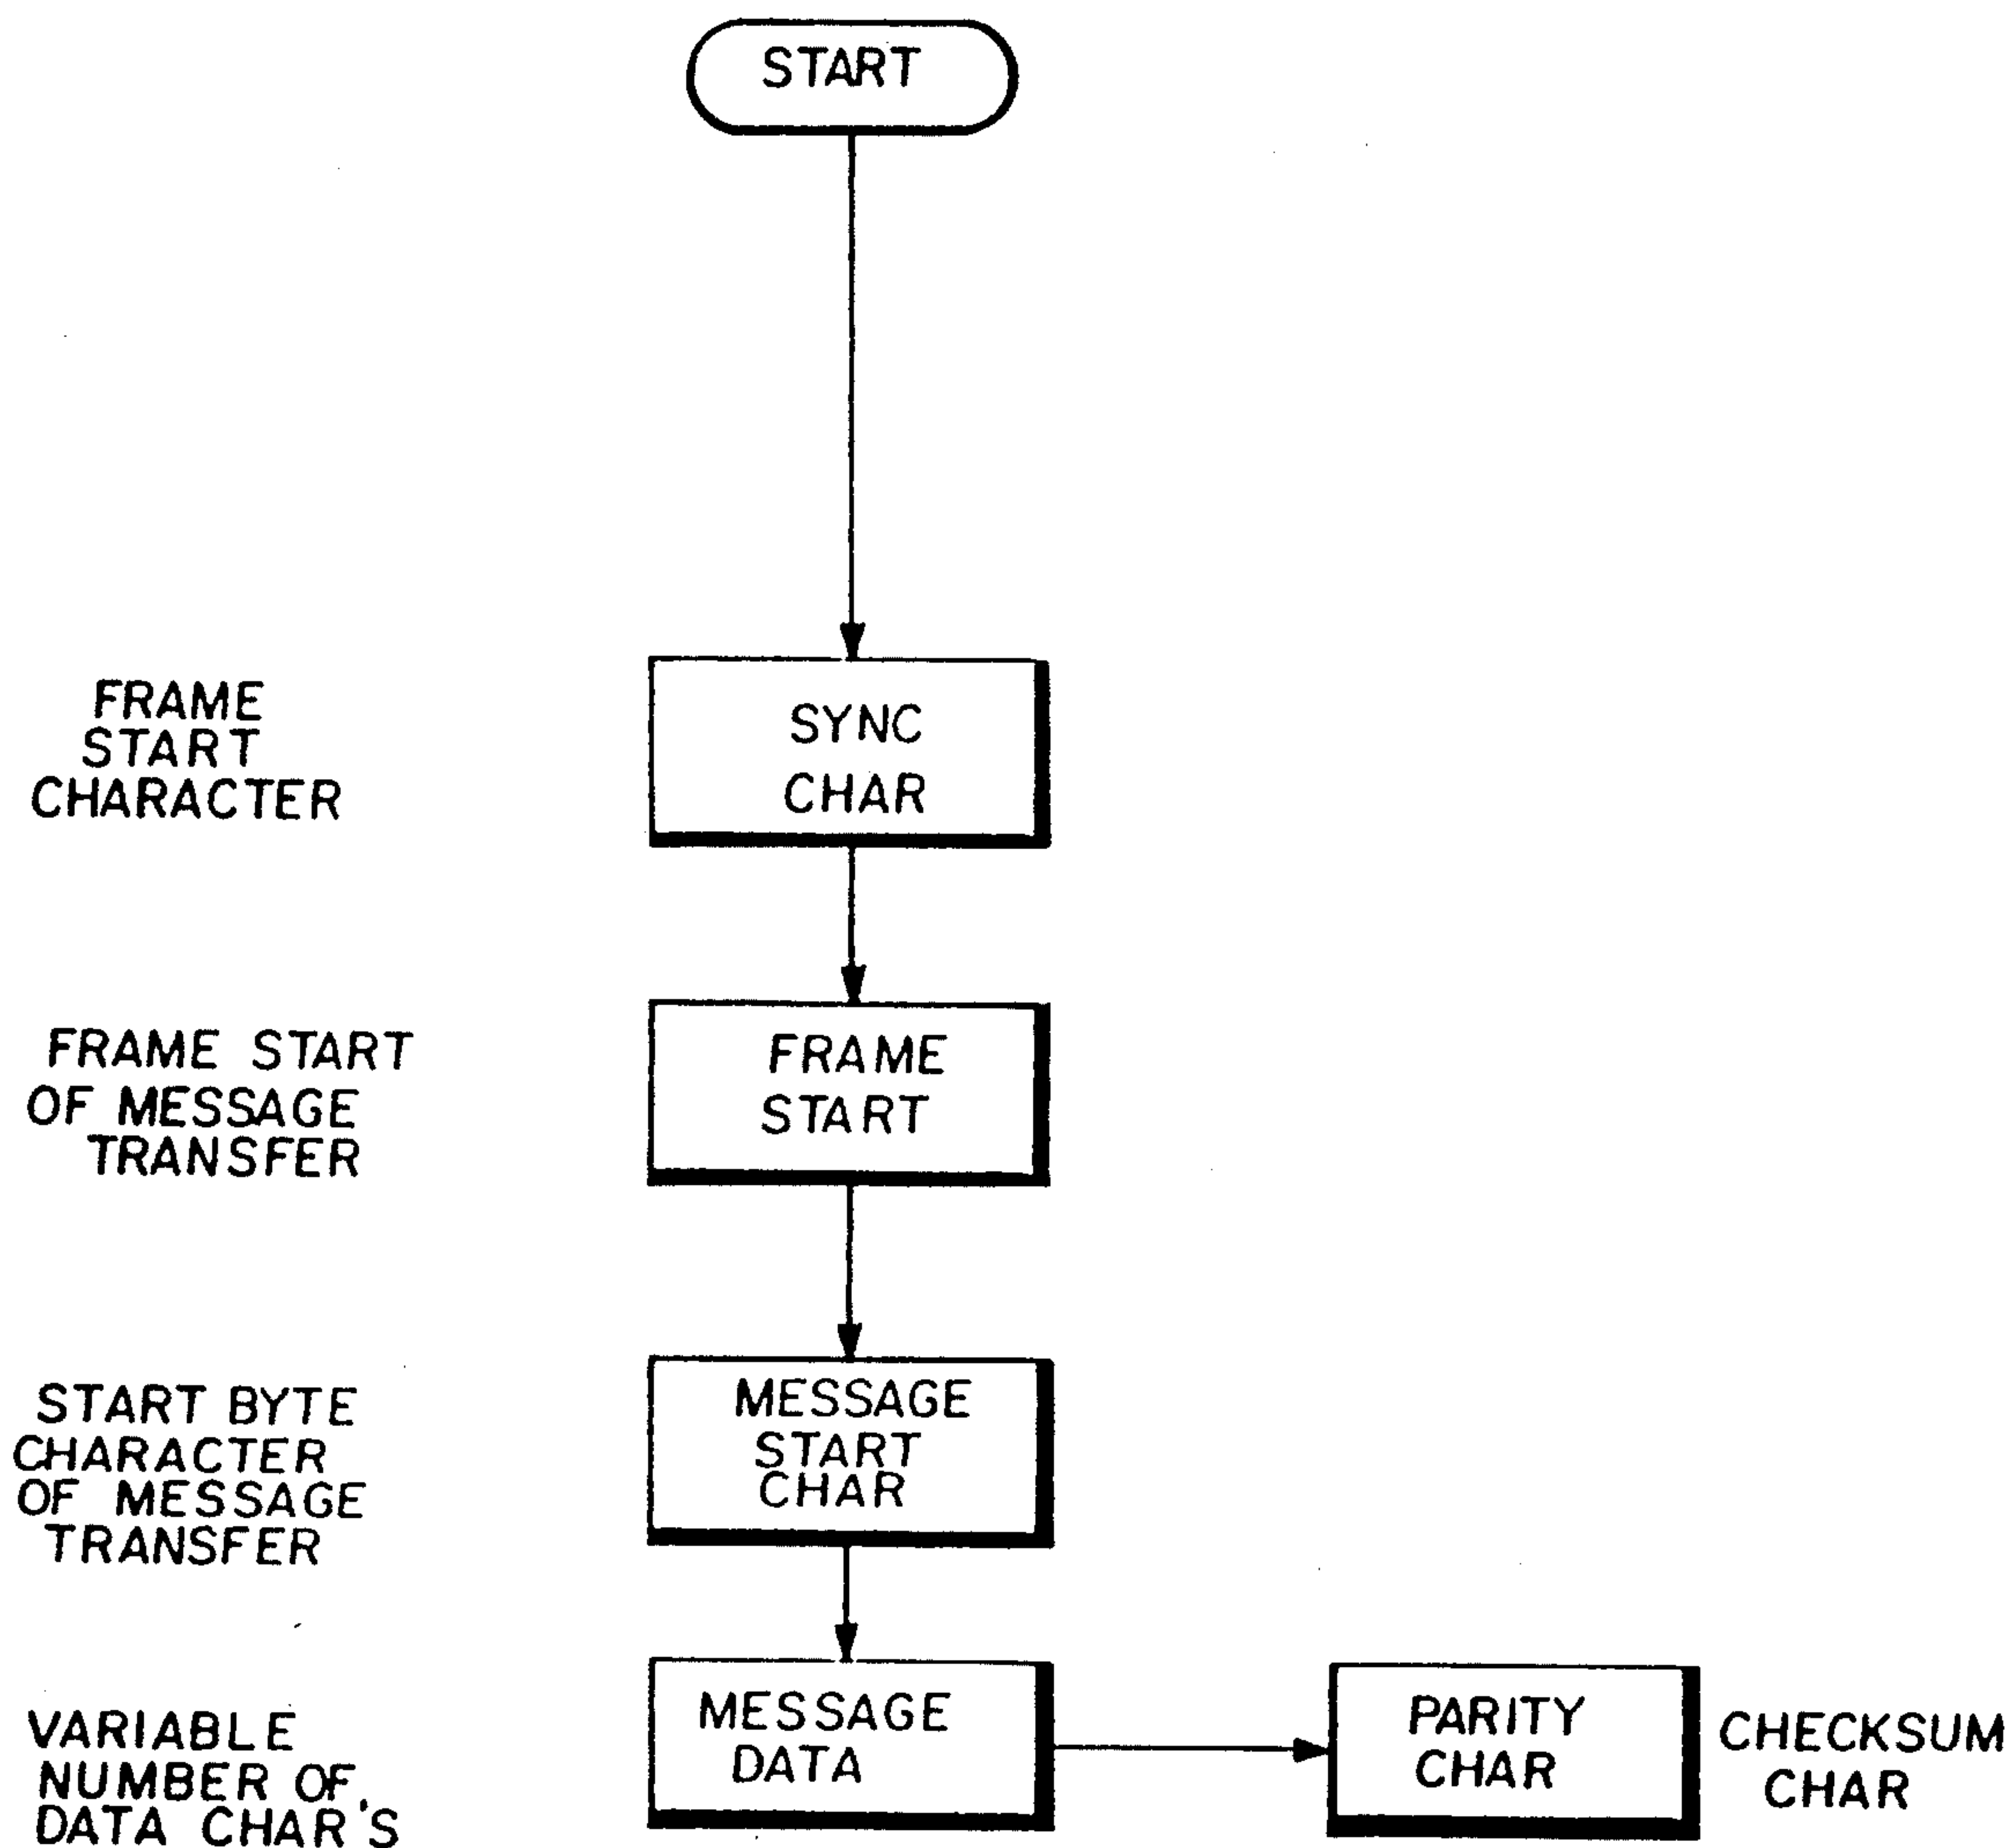 START
FRAME
START
CHARACTER
SYNC
CHAR
FRAME START
OF MESSAGE
TRANSFER
FRAME
START
START BYTE
CHARACTER
OF MESSAGE
TRANSFER
MESSAGE
START
CHAR
VARIABLE
NUMBER OF
DATA CHAR'S
MESSAGE
DATA
PARITY
CHAR
CHECKSUM
CHAR